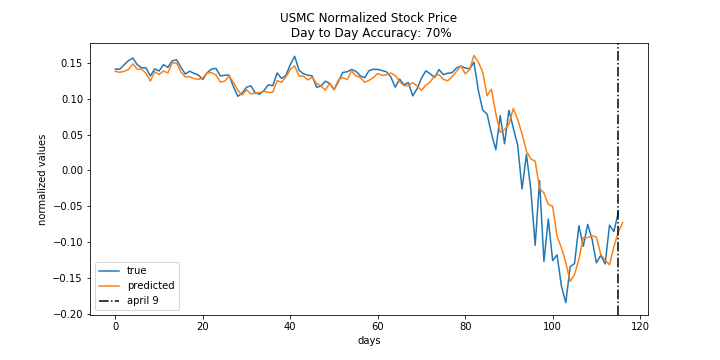 USMC Normalized Stock Price
Day to Day Accuracy: 70%
normalized values
0.15
0.10
0.05
0.00
−0.05
−0.10
−0.15
−0.20
true
predicted
april 9
0 20 40 60 80 100 120
days